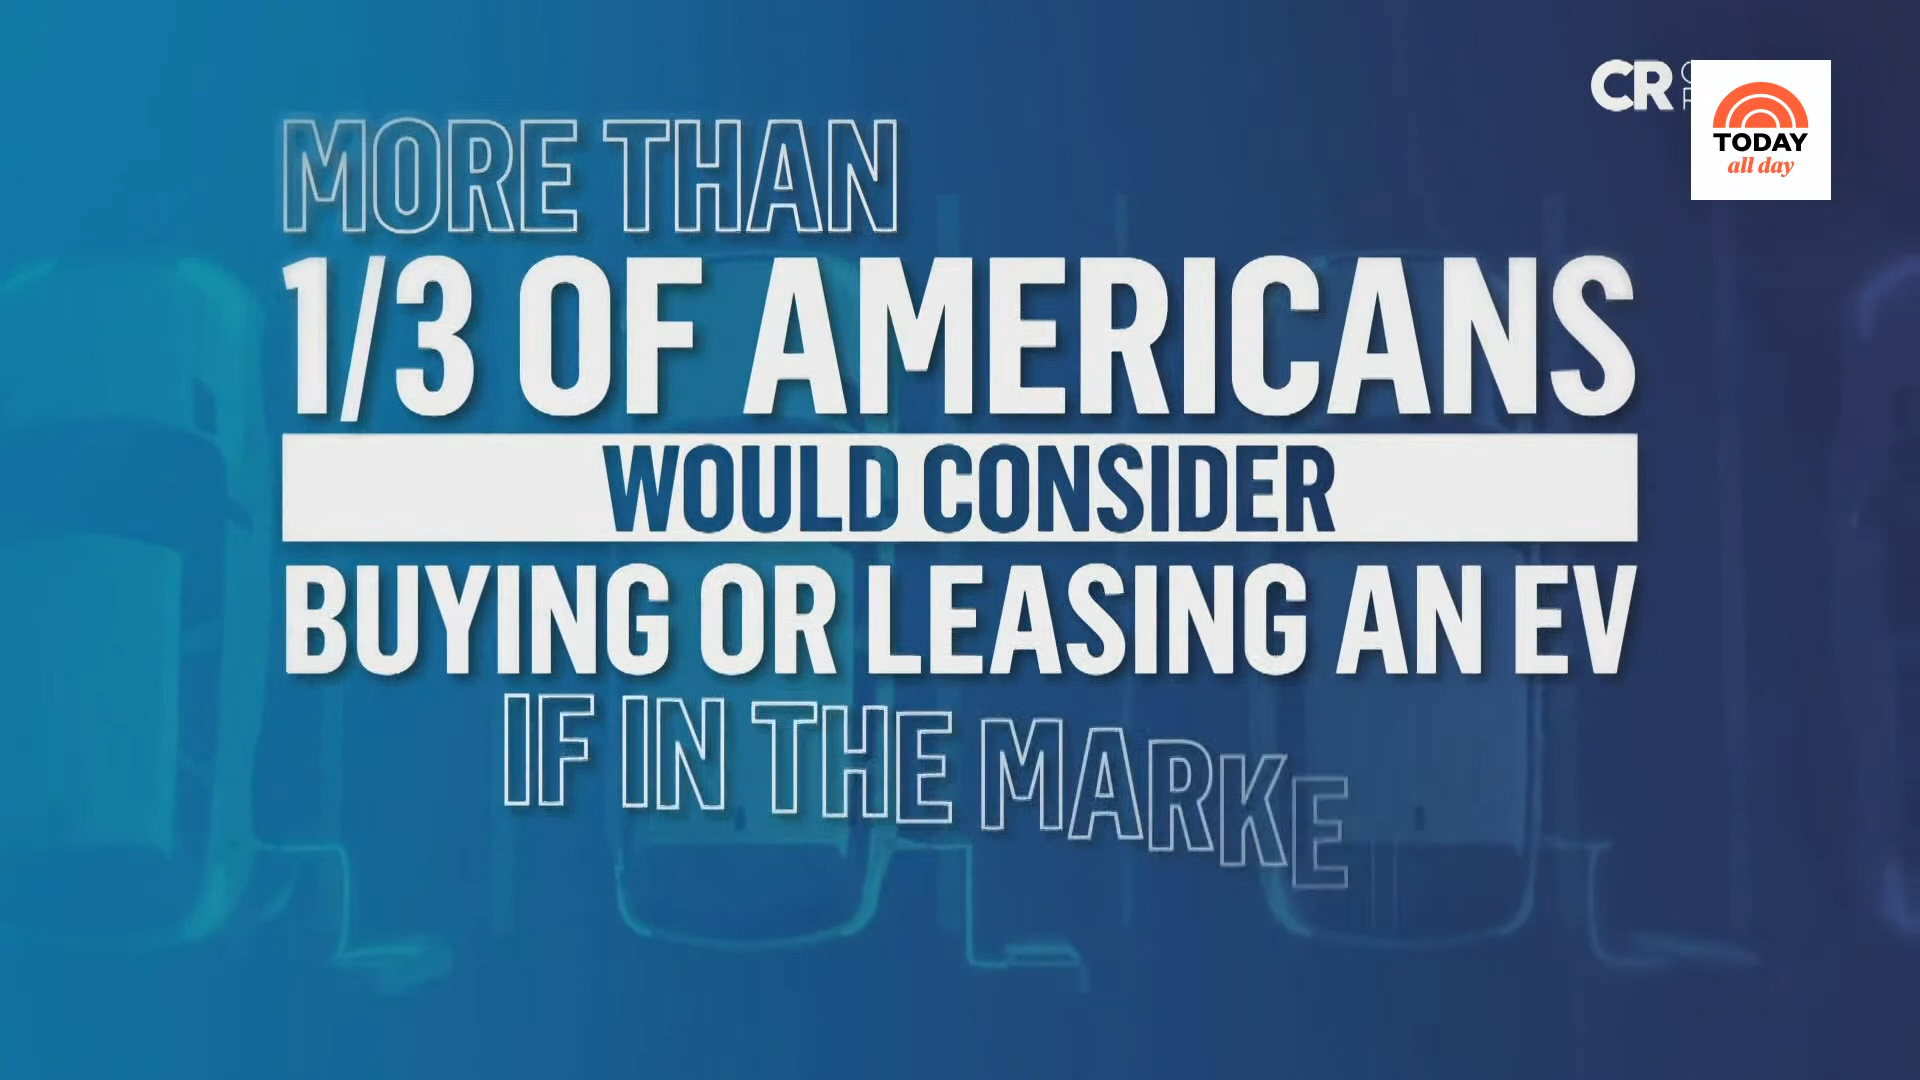 CR
TODAY
all day
MORE THAN
1/3 OF AMERICANS
WOULD CONSIDER
BUYING OR LEASING AN EV
IF IN THE MARKE